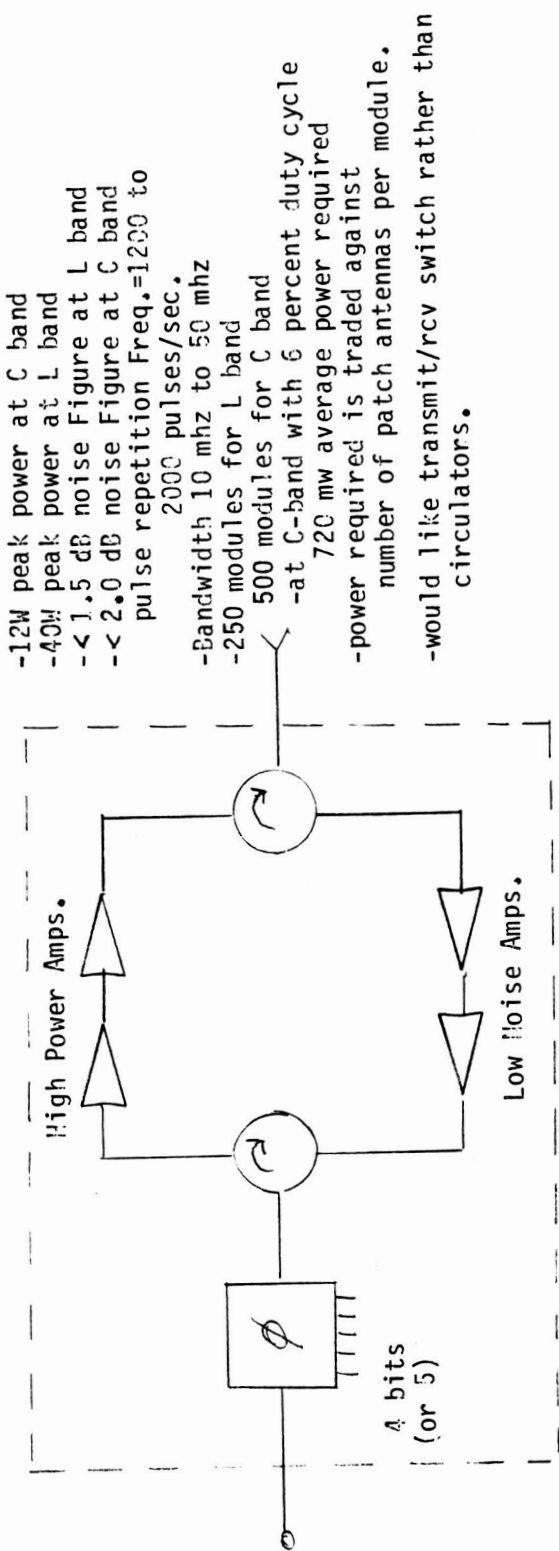 -12W peak power at C band
-40W peak power at L band
-<1.5 dB noise Figure at L band
-<2.0 dB noise Figure at C band
pulse repetition Freq.=1200 to
2000 pulses/sec.
-Bandwidth 10 mhz to 50 mhz
-250 modules for L band
500 modules for C band
-at C-band with 6 percent duty cycle
720 mw average power required
-power required is traded against
number of patch antennas per module.
-would like transmit/rcv switch rather than
circulators.
High Power Amps.
Low Noise Amps.
φ
4 bits
(or 5)